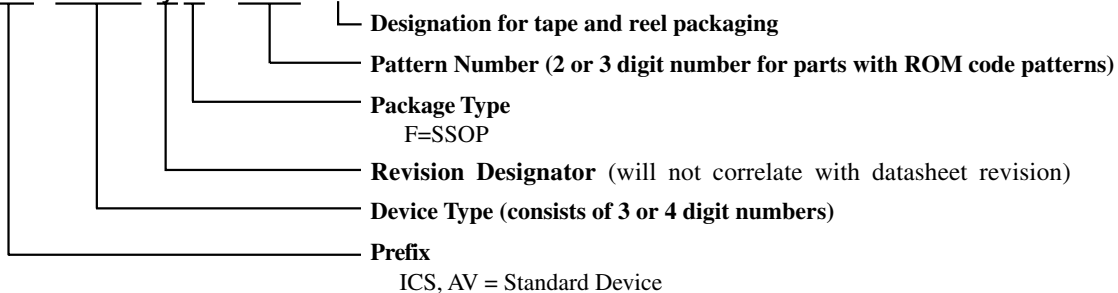 Designation for tape and reel packaging
Pattern Number (2 or 3 digit number for parts with ROM code patterns)
Package Type
F=SSOP
Revision Designator (will not correlate with datasheet revision)
Device Type (consists of 3 or 4 digit numbers)
Prefix
ICS, AV = Standard Device